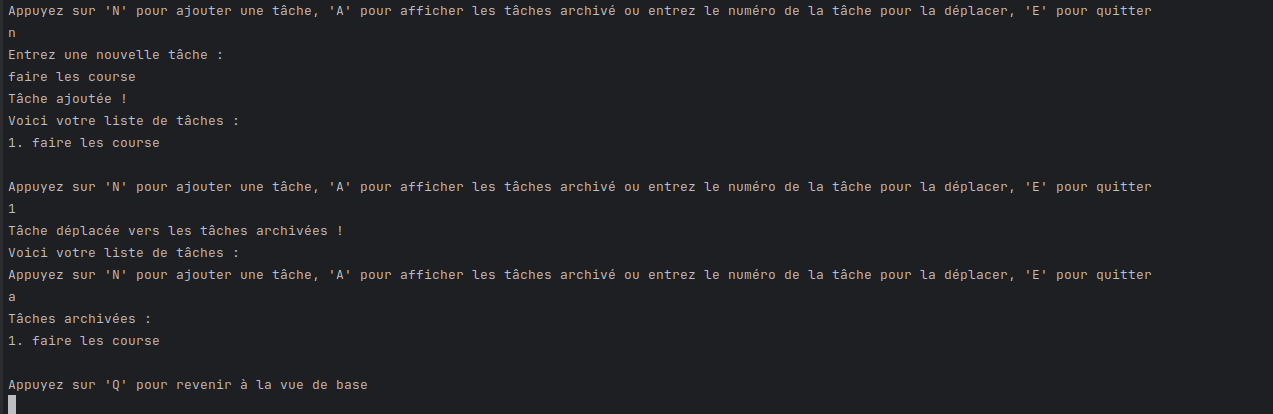 Appuyez sur 'N' pour ajouter une tâche, 'A' pour afficher les tâches archivé ou entrez le numéro de la tâche pour la déplacer, 'E' pour quitter
n
Entrez une nouvelle tâche :
faire les course
Tâche ajoutée !
Voici votre liste de tâches :
1. faire les course
Appuyez sur 'N' pour ajouter une tâche, 'A' pour afficher les tâches archivé ou entrez le numéro de la tâche pour la déplacer, 'E' pour quitter
1
Tâche déplacée vers les tâches archivées !
Voici votre liste de tâches :
Appuyez sur 'N' pour ajouter une tâche, 'A' pour afficher les tâches archivé ou entrez le numéro de la tâche pour la déplacer, 'E' pour quitter
a
Tâches archivées :
1. faire les course
Appuyez sur 'Q' pour revenir à la vue de base